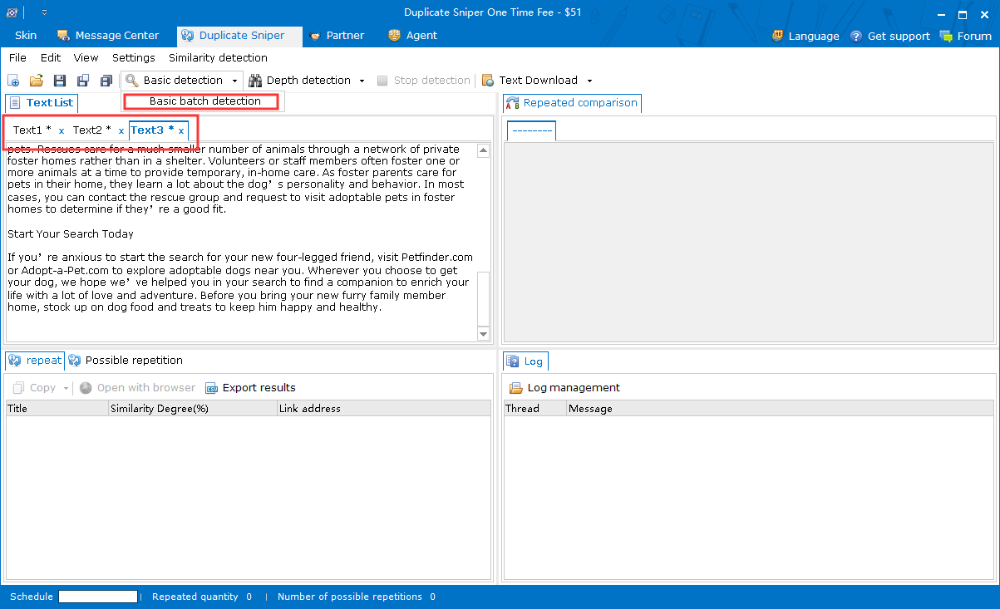 Duplicate Sniper One Time Fee - $51
Skin Message Center Duplicate Sniper Partner Agent Language Get support Forum
File Edit View Settings Similarity detection
Basic detection Depth detection Stop detection Text Download
Basic batch detection
Text List
Repeated comparison
Text1 * x Text2 * x Text3 * x
--------
pets. Rescues care for a much smaller number of animals through a network of private
foster homes rather than in a shelter. Volunteers or staff members often foster one or
more animals at a time to provide temporary, in-home care. As foster parents care for
pets in their home, they learn a lot about the dog’s personality and behavior. In most
cases, you can contact the rescue group and request to visit adoptable pets in foster
homes to determine if they’re a good fit.
Start Your Search Today
If you’re anxious to start the search for your new four-legged friend, visit Petfinder.com
or Adopt-a-Pet.com to explore adoptable dogs near you. Wherever you choose to get
your dog, we hope we’ve helped you in your search to find a companion to enrich your
life with a lot of love and adventure. Before you bring your new furry family member
home, stock up on dog food and treats to keep him happy and healthy.
repeat Possible repetition
Copy Open with browser Export results
Title Similarity Degree(%) Link address
Log
Log management
Thread Message
Schedule | Repeated quantity 0 | Number of possible repetitions 0